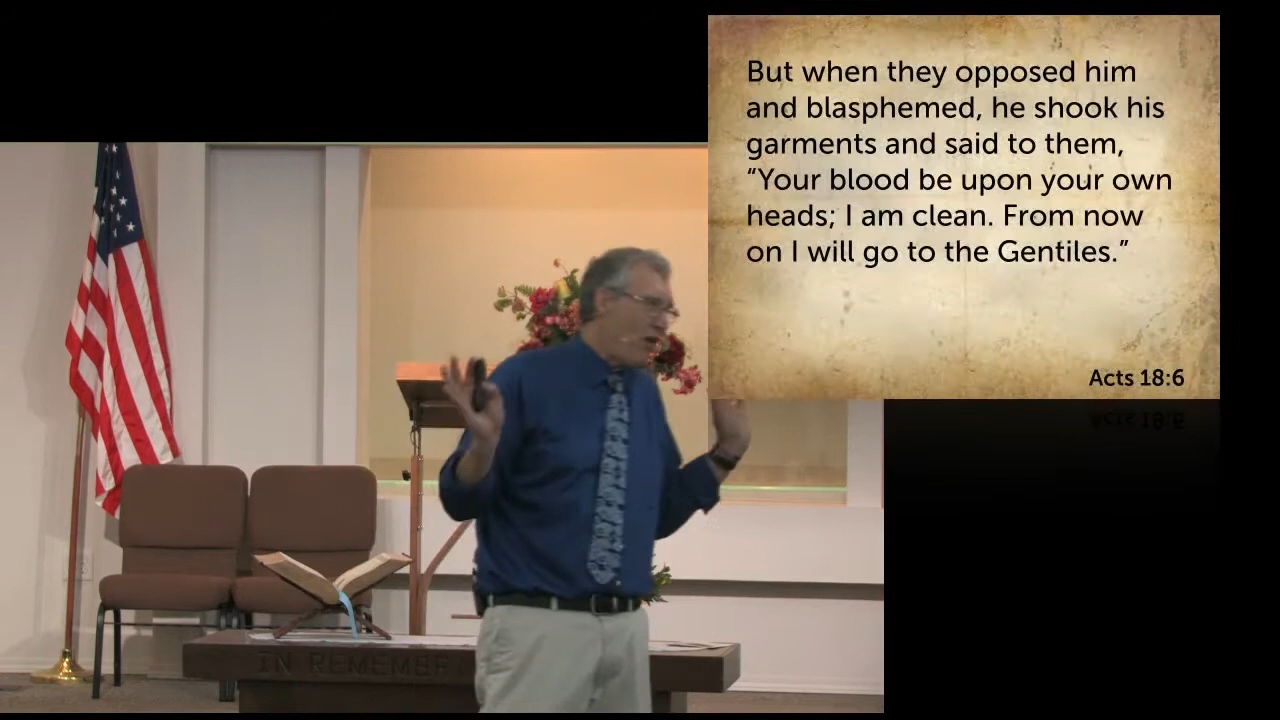 But when they opposed him
and blasphemed, he shook his
garments and said to them,
“Your blood be upon your own
heads; I am clean. From now
on I will go to the Gentiles.”
Acts 18:6
IN